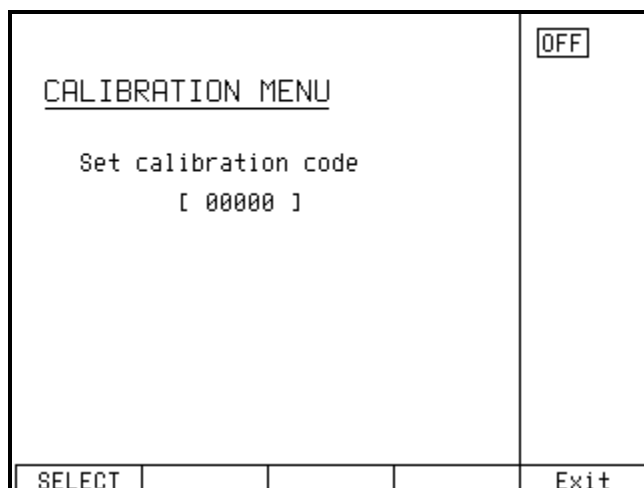 OFF
CALIBRATION MENU
Set calibration code
[ 00000 ]
SELECT
Exit